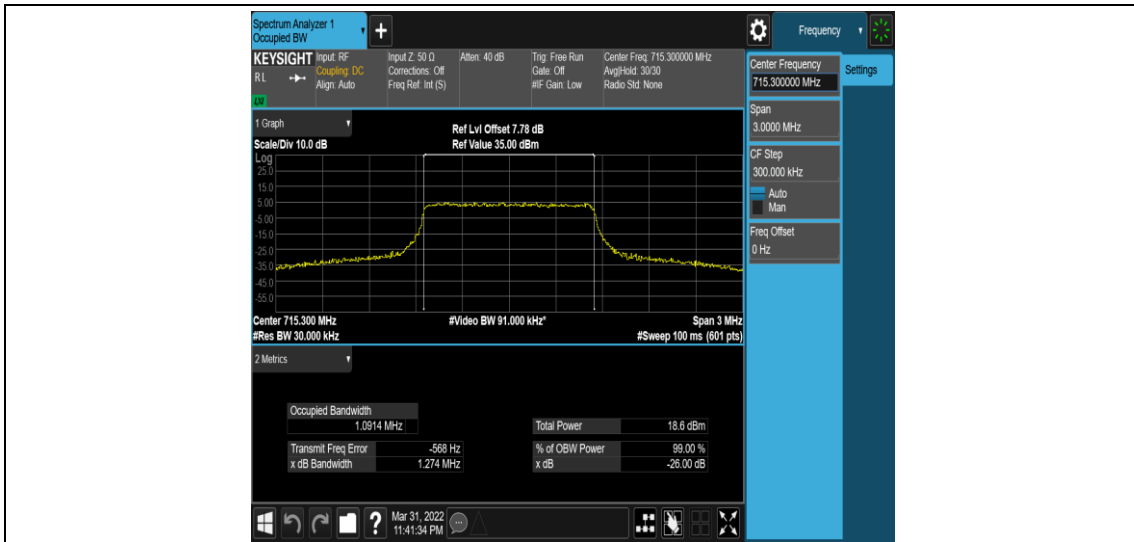 Spectrum Analyzer 1
Occupied BW
+
Frequency
KEYSIGHT
RL
Input: RF
Coupling: DC
Align: Auto
Input Z: 50 Ω
Corrections: Off
Freq Ref: Int (S)
Atten: 40 dB
Trig: Free Run
Gate: Off
#IF Gain: Low
Center Freq: 715.300000 MHz
Avg|Hold: 30/30
Radio Std: None
Center Frequency
715.300000 MHz
Settings
Span
3.0000 MHz
CF Step
300.000 kHz
Auto
Man
Freq Offset
0 Hz
1 Graph
Scale/Div 10.0 dB
Ref Lvl Offset 7.78 dB
Ref Value 35.00 dBm
Log
25.0
15.0
5.00
-5.00
-15.0
-25.0
-35.0
-45.0
-55.0
Center 715.300 MHz
#Video BW 91.000 kHz*
Span 3 MHz
#Res BW 30.000 kHz
#Sweep 100 ms (601 pts)
2 Metrics
Occupied Bandwidth
1.0914 MHz
Total Power 18.6 dBm
Transmit Freq Error -568 Hz
% of OBW Power 99.00 %
x dB Bandwidth 1.274 MHz
x dB -26.00 dB
?
Mar 31, 2022
11:41:34 PM